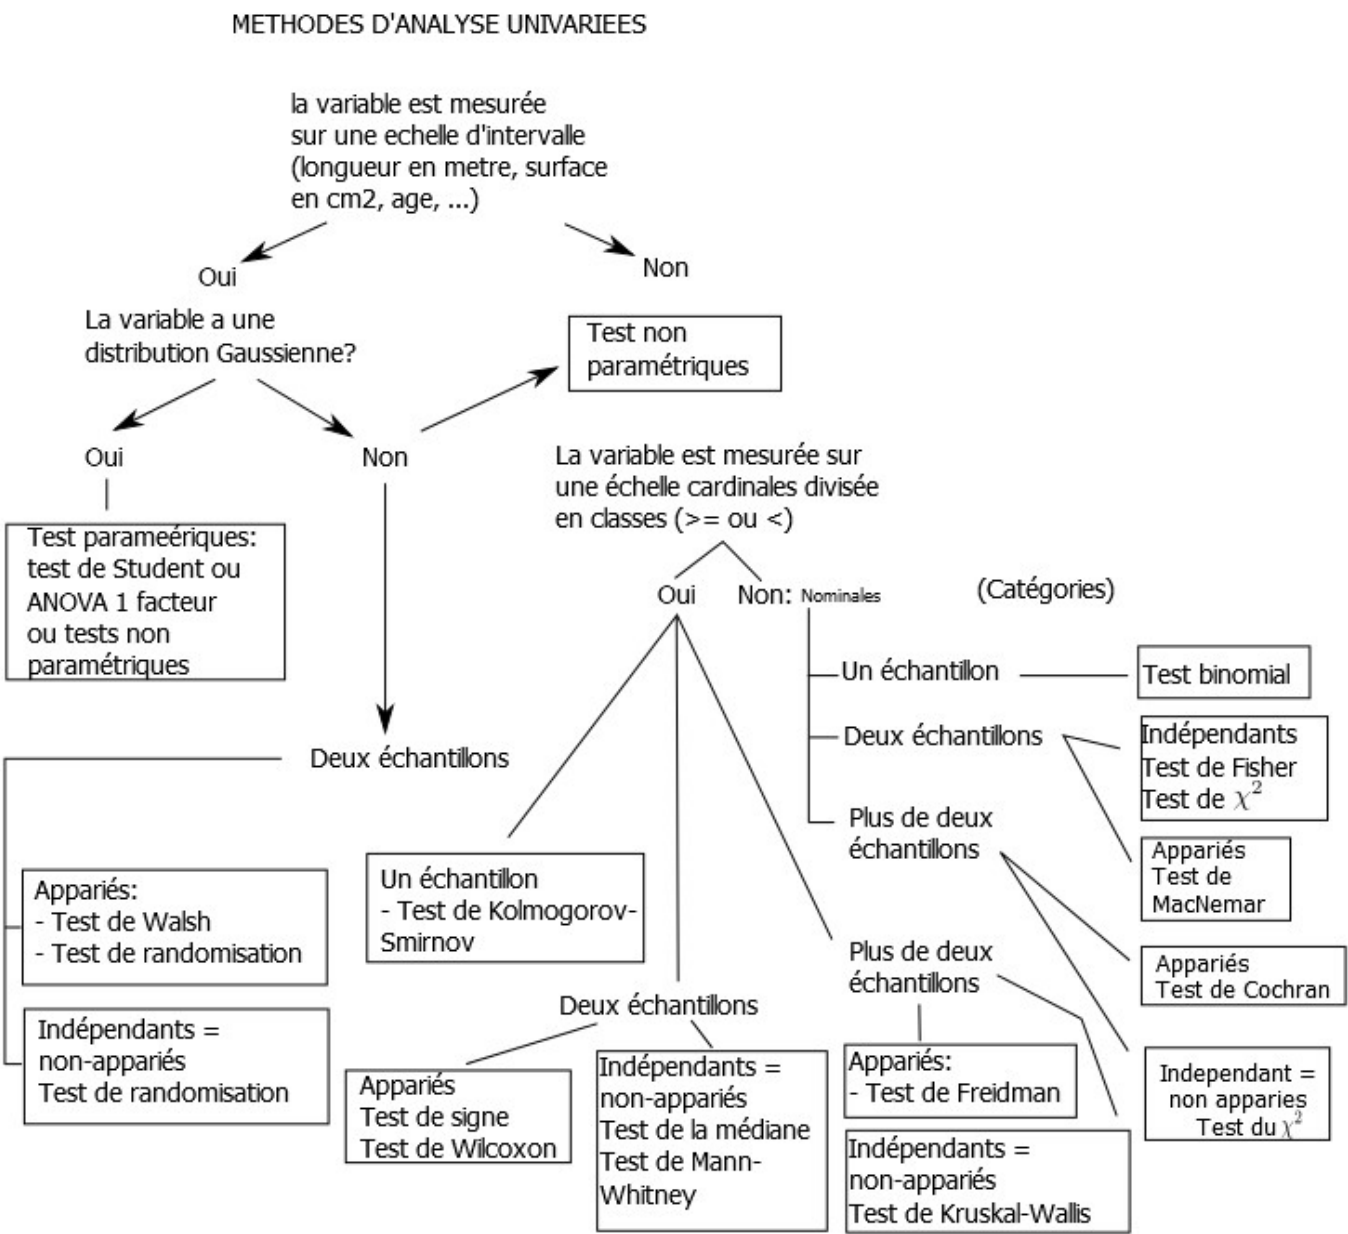 METHODES D'ANALYSE UNIVARIEES
la variable est mesurée
sur une echelle d'intervalle
(longueur en metre, surface
en cm2, age, ...)
Oui
Non
La variable a une
distribution Gaussienne?
Test non
paramétriques
Oui
Non
La variable est mesurée sur
une échelle cardinales divisée
en classes (>= ou <)
Test parameériques:
test de Student ou
ANOVA 1 facteur
ou tests non
paramétriques
Oui
Non: Nominales
(Catégories)
Un échantillon
Test binomial
Deux échantillons
Indépendants
Test de Fisher
Test de χ²
Deux échantillons
Plus de deux
échantillons
Appariés
Test de
MacNemar
Appariés:
- Test de Walsh
- Test de randomisation
Un échantillon
- Test de Kolmogorov-
Smirnov
Plus de deux
échantillons
Appariés
Test de Cochran
Indépendants =
non-appariés
Test de randomisation
Deux échantillons
Appariés
Test de signe
Test de Wilcoxon
Indépendants =
non-appariés
Test de la médiane
Test de Mann-
Whitney
Appariés:
- Test de Freidman
Independant =
non apparies
Test du χ²
Indépendants =
non-appariés
Test de Kruskal-Wallis